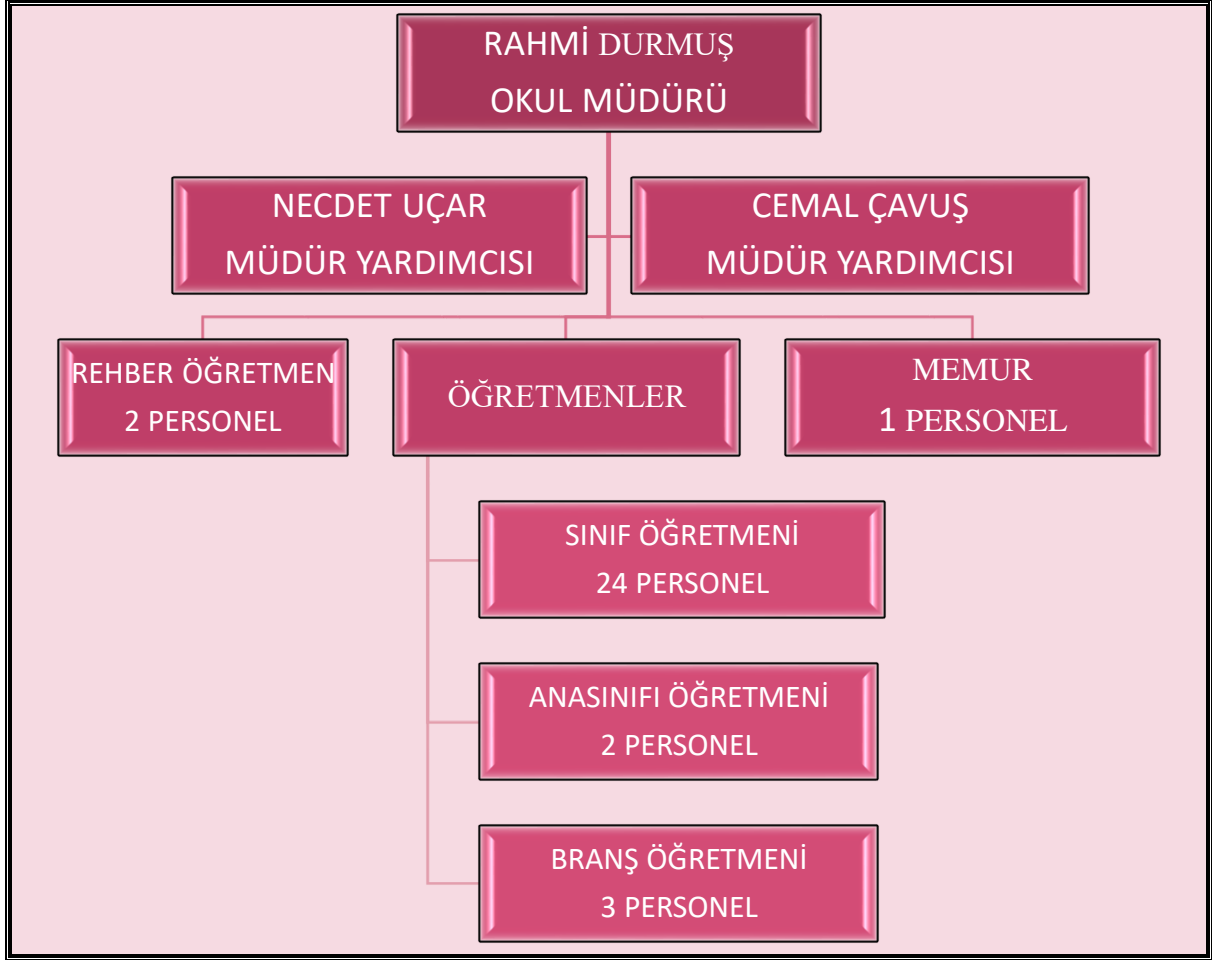 RAHMİ DURMUŞ
OKUL MÜDÜRÜ
NECDET UÇAR
MÜDÜR YARDIMCISI
CEMAL ÇAVUŞ
MÜDÜR YARDIMCISI
REHBER ÖĞRETMEN
2 PERSONEL
ÖĞRETMENLER
MEMUR
1 PERSONEL
SINIF ÖĞRETMENİ
24 PERSONEL
ANASINIFI ÖĞRETMENİ
2 PERSONEL
BRANŞ ÖĞRETMENİ
3 PERSONEL